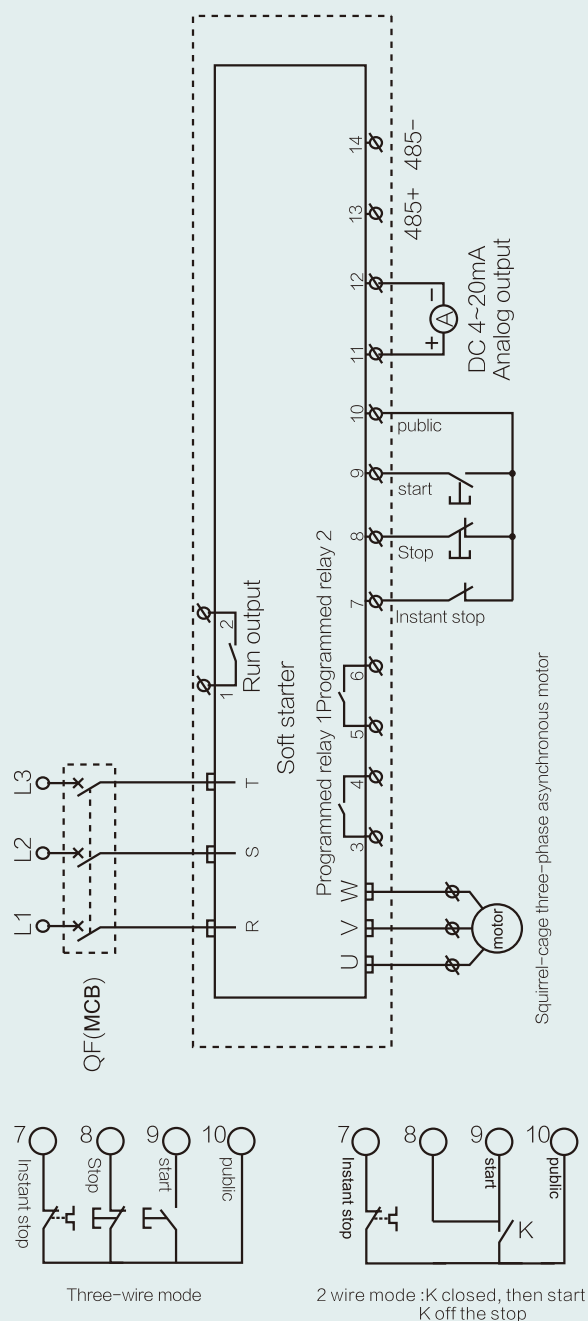 14
485-
13
485+
12
−
A
+
11
DC 4~20mA
Analog output
10
public
9
start
8
Stop
7
Instant stop
Programmed relay 2
6
5
Programmed relay 1
4
3
2
1
Run output
Soft starter
L3
L2
L1
T
S
R
QF(MCB)
W
V
U
motor
Squirrel-cage three-phase asynchronous motor
7
8
9
10
Instant stop
Stop
start
public
Three-wire mode
7
8
9
10
Instant stop
start
public
K
2 wire mode :K closed, then start
K off the stop